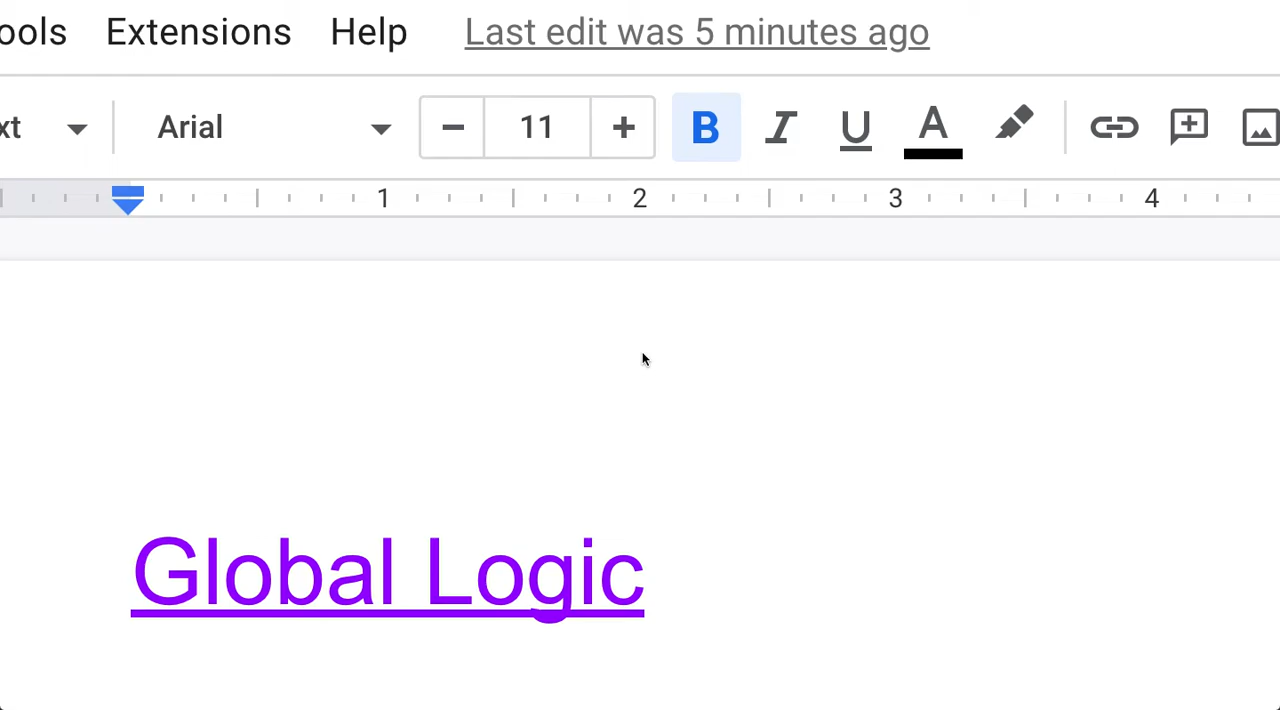 ools Extensions Help Last edit was 5 minutes ago
xt Arial 11 B I U A
1 2 3 4
Global Logic